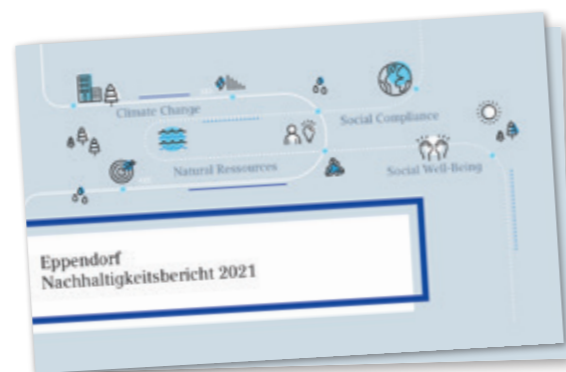 Climate Change
Social Compliance
Natural Ressources
Social Well-Being
Eppendorf
Nachhaltigkeitsbericht 2021